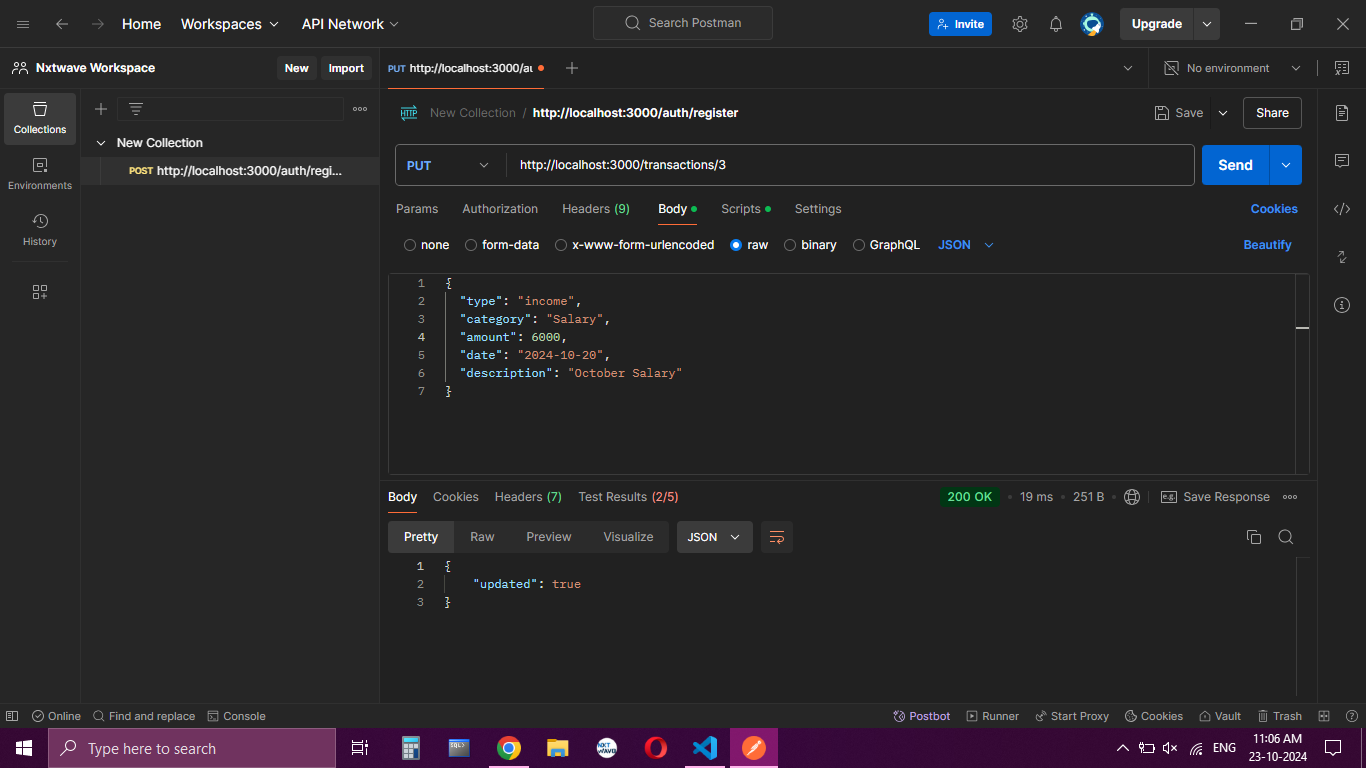 Home Workspaces API Network Search Postman Invite Upgrade
Nxtwave Workspace New Import PUT http://localhost:3000/au No environment
Collections
New Collection
POST http://localhost:3000/auth/regi...
Environments
History
HTTP New Collection / http://localhost:3000/auth/register Save Share
PUT http://localhost:3000/transactions/3 Send
Params Authorization Headers (9) Body Scripts Settings Cookies
none form-data x-www-form-urlencoded raw binary GraphQL JSON Beautify
1 {
2 "type": "income",
3 "category": "Salary",
4 "amount": 6000,
5 "date": "2024-10-20",
6 "description": "October Salary"
7 }
Body Cookies Headers (7) Test Results (2/5) 200 OK 19 ms 251 B e.g. Save Response
Pretty Raw Preview Visualize JSON
1 {
2 "updated": true
3 }
Online Find and replace Console Postbot Runner Start Proxy Cookies Vault Trash
Type here to search ENG 11:06 AM
23-10-2024